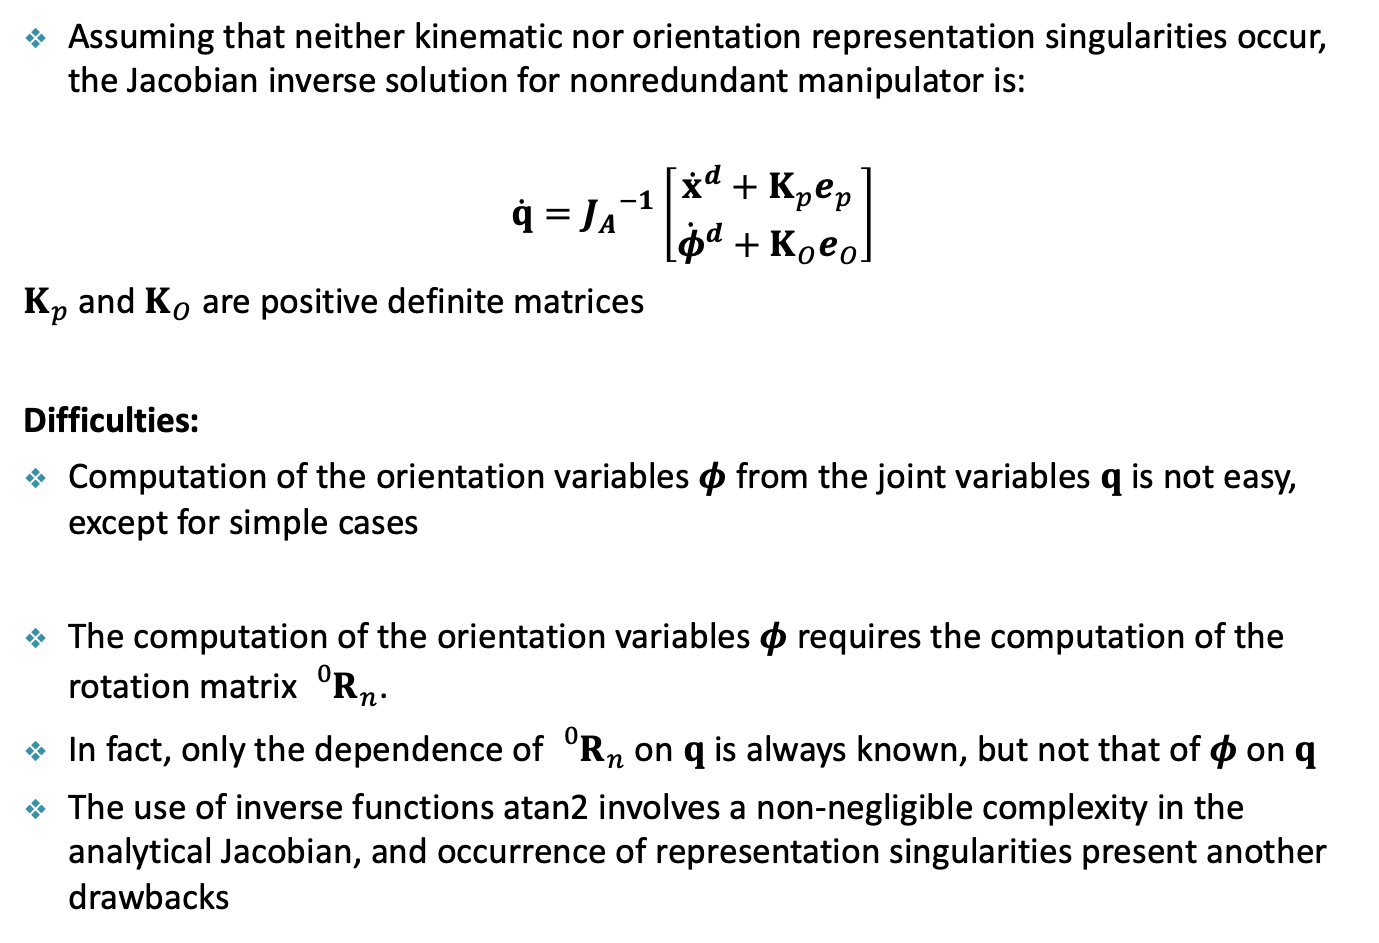 ❖ Assuming that neither kinematic nor orientation representation singularities occur,
the Jacobian inverse solution for nonredundant manipulator is:
q̇ = J_A⁻¹ [ẋᵈ + K_p e_p
ϕ̇ᵈ + K_O e_O]
K_p and K_O are positive definite matrices
Difficulties:
❖ Computation of the orientation variables ϕ from the joint variables q is not easy,
except for simple cases
❖ The computation of the orientation variables ϕ requires the computation of the
rotation matrix ⁰R_n.
❖ In fact, only the dependence of ⁰R_n on q is always known, but not that of ϕ on q
❖ The use of inverse functions atan2 involves a non-negligible complexity in the
analytical Jacobian, and occurrence of representation singularities present another
drawbacks